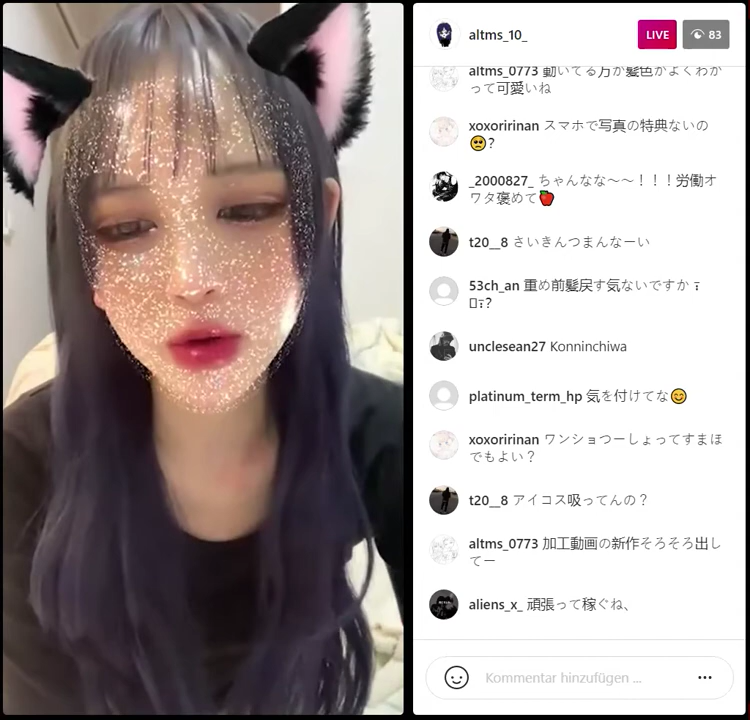 altms_10_
LIVE
83
altms_0773 動いてる方が髪色がよくわか
って可愛いね
xoxoririnan スマホで写真の特典ないの
🥺?
_2000827_ ちゃんなな〜〜！！！労働オ
ワタ褒めて🍎
t20__8 さいきんつまんなーい
53ch_an 重め前髪戻す気ないですか
?
unclesean27 Konninchiwa
platinum_term_hp 気を付けてな😊
xoxoririnan ワンショつーしょってすまほ
でもよい？
t20__8 アイコス吸ってんの？
altms_0773 加工動画の新作そろそろ出し
てー
aliens_x_ 頑張って稼ぐね、
Kommentar hinzufügen ...